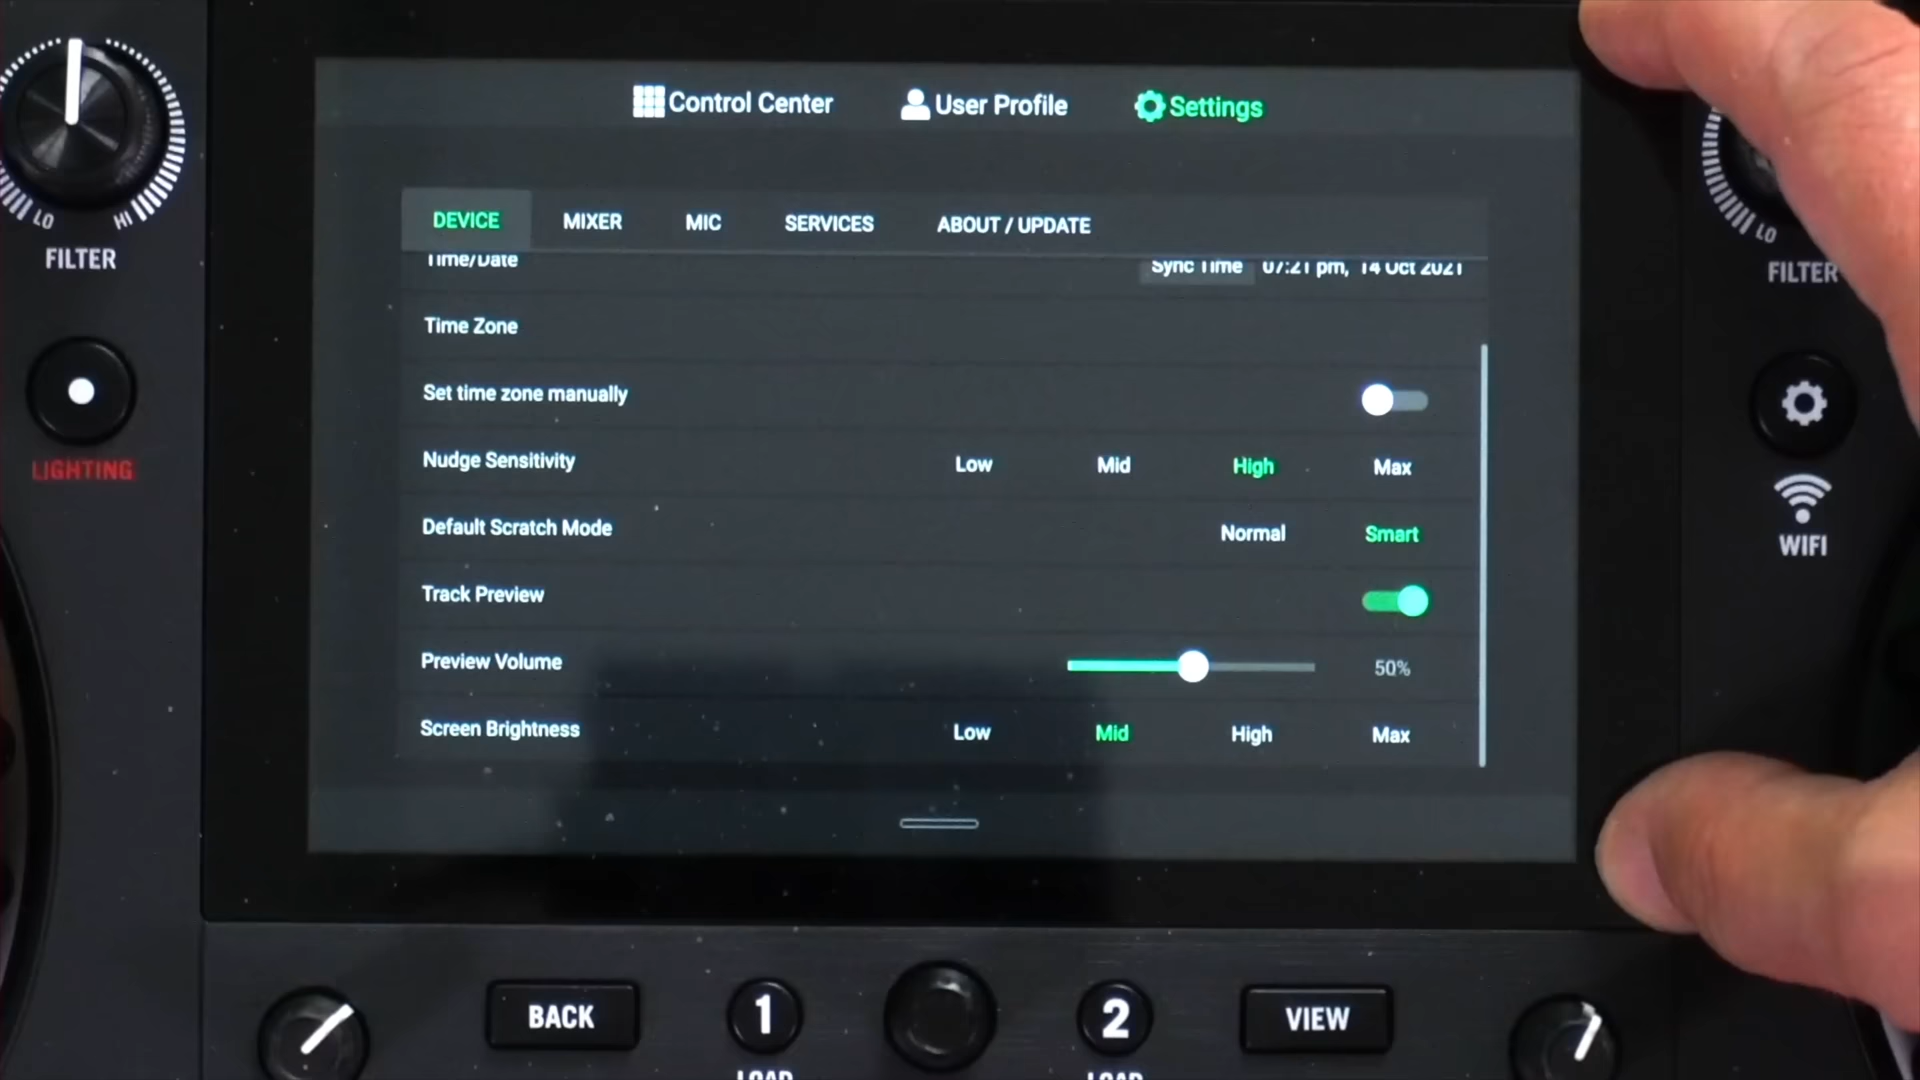 Control Center User Profile Settings
DEVICE MIXER MIC SERVICES ABOUT / UPDATE
Time/Date Sync Time 07:21 pm, 14 Oct 2021
Time Zone
Set time zone manually
Nudge Sensitivity Low Mid High Max
Default Scratch Mode Normal Smart
Track Preview
Preview Volume 50%
Screen Brightness Low Mid High Max
LO HI
FILTER
LIGHTING
LO
FILTER
WIFI
BACK 1 2 VIEW
LOAD LOAD